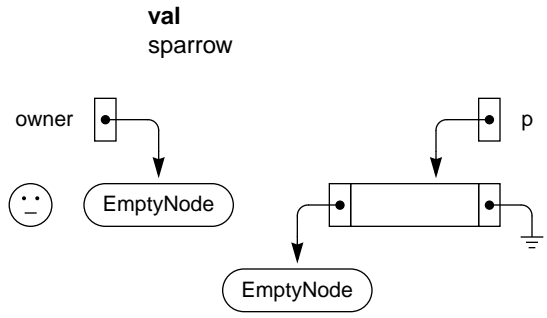 val
sparrow
owner
p
EmptyNode
EmptyNode